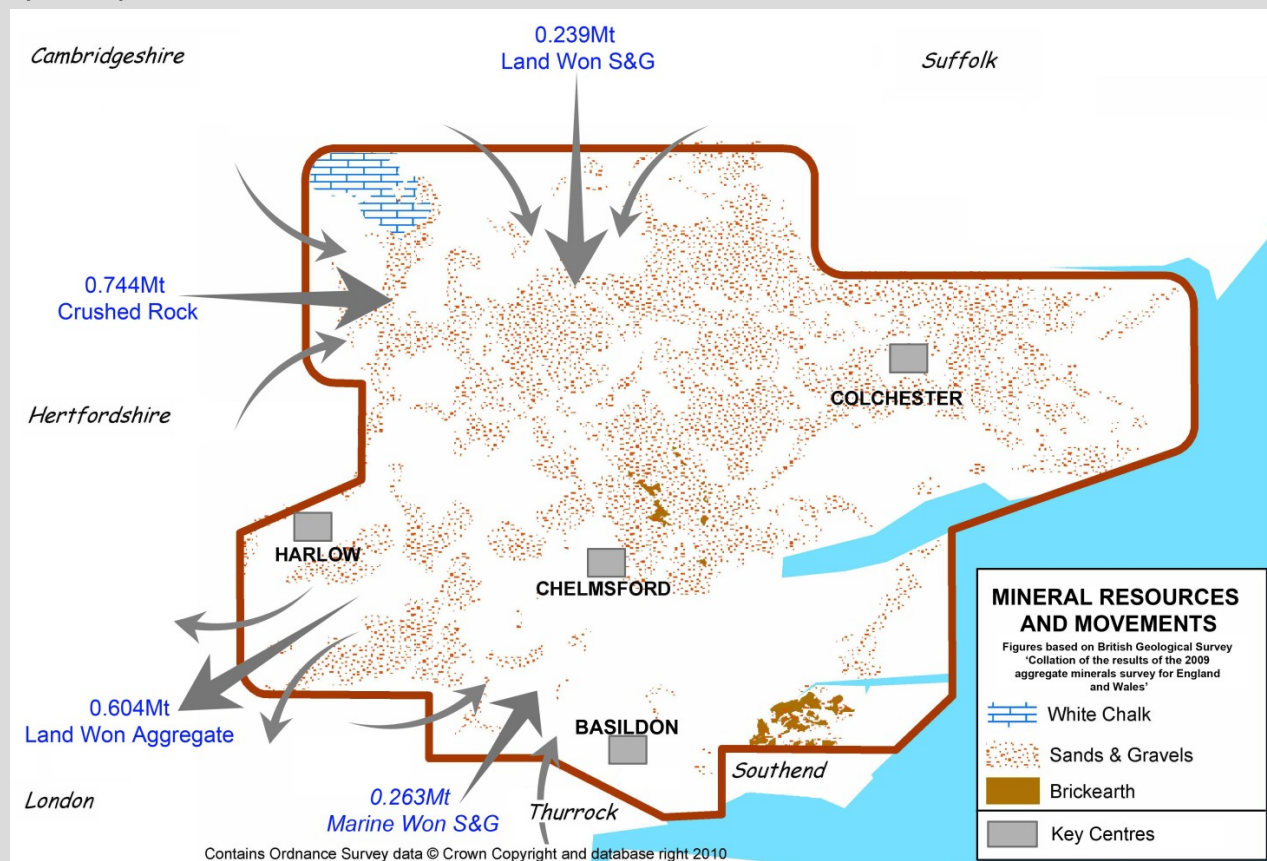 Cambridgeshire
0.239Mt
Land Won S&G
Suffolk
0.744Mt
Crushed Rock
COLCHESTER
Hertfordshire
HARLOW
CHELMSFORD
0.604Mt
Land Won Aggregate
BASILDON
Southend
London
0.263Mt
Marine Won S&G
Thurrock
MINERAL RESOURCES
AND MOVEMENTS
Figures based on British Geological Survey
'Collation of the results of the 2009
aggregate minerals survey for England
and Wales'
White Chalk
Sands & Gravels
Brickearth
Key Centres
Contains Ordnance Survey data © Crown Copyright and database right 2010